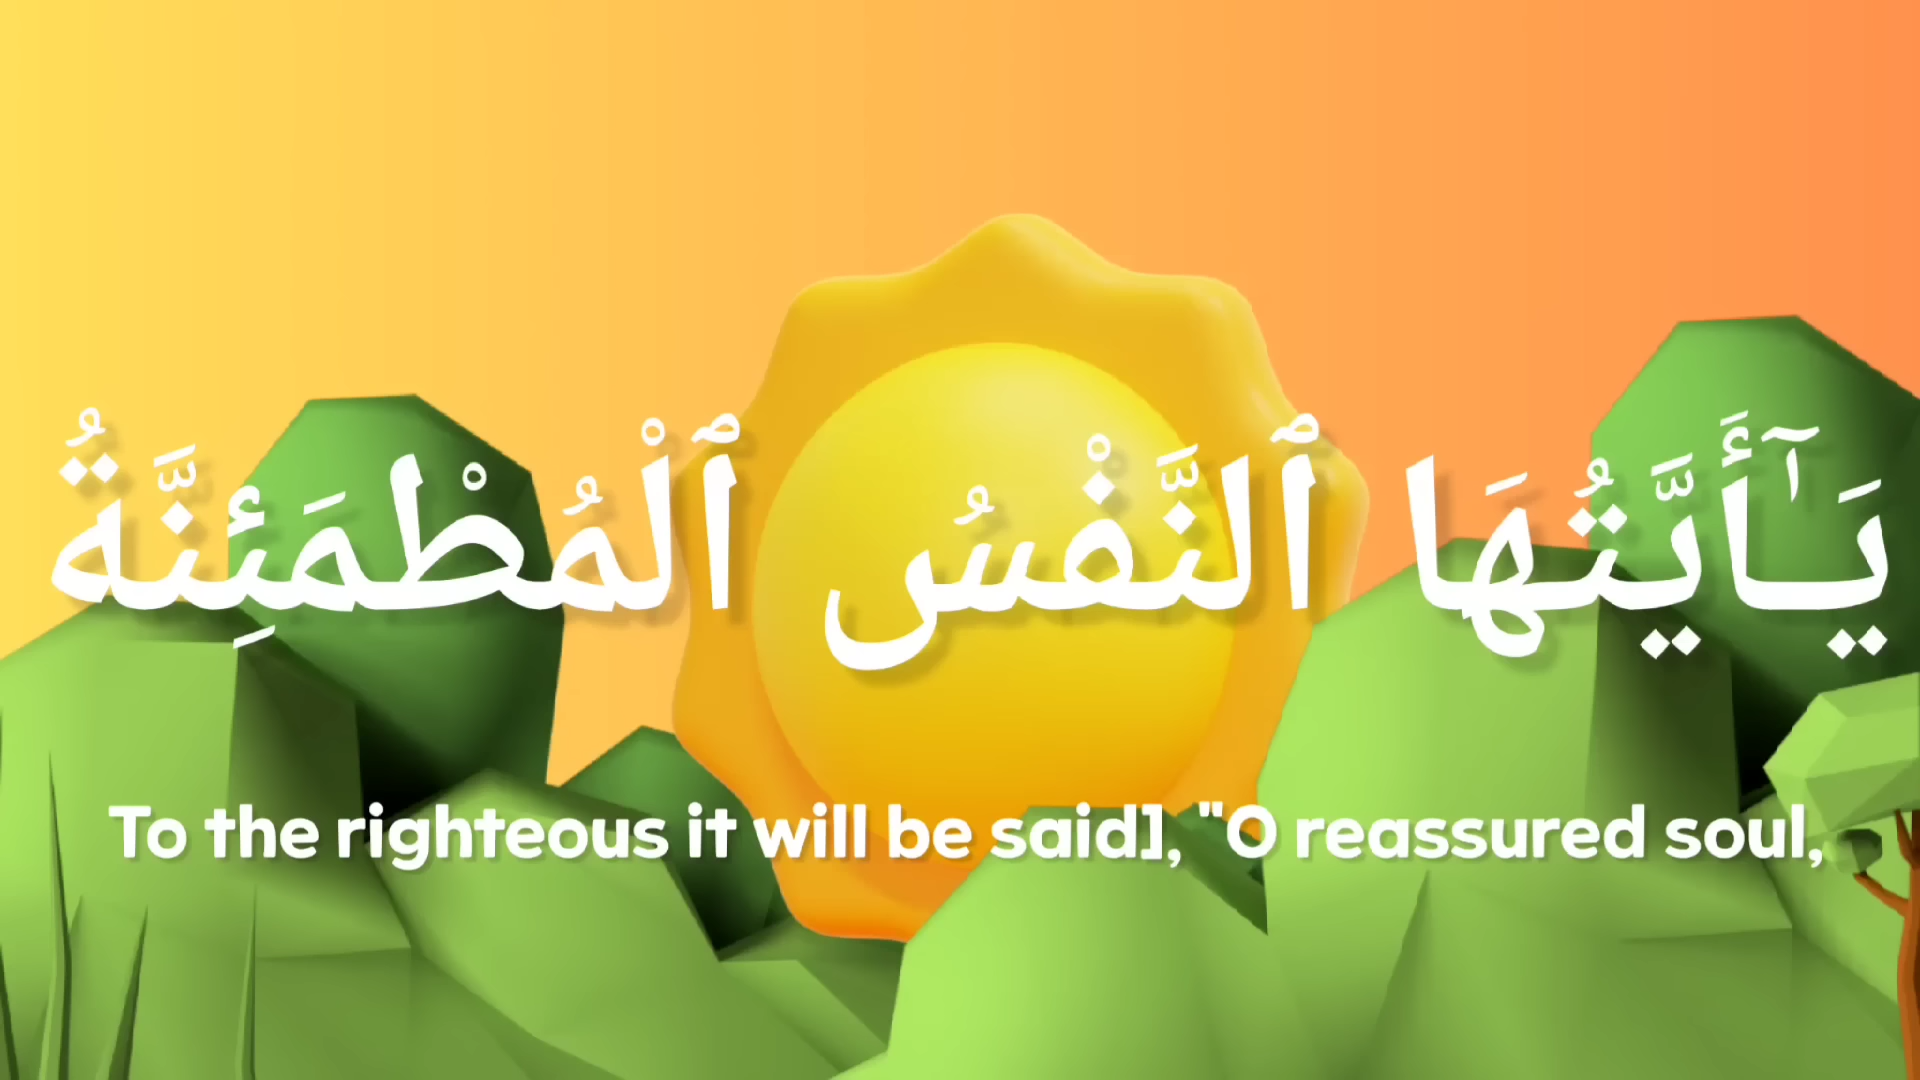 يَـٰٓأَيَّتُهَا ٱلنَّفْسُ ٱلْمُطْمَئِنَّةُ
To the righteous it will be said], "O reassured soul,